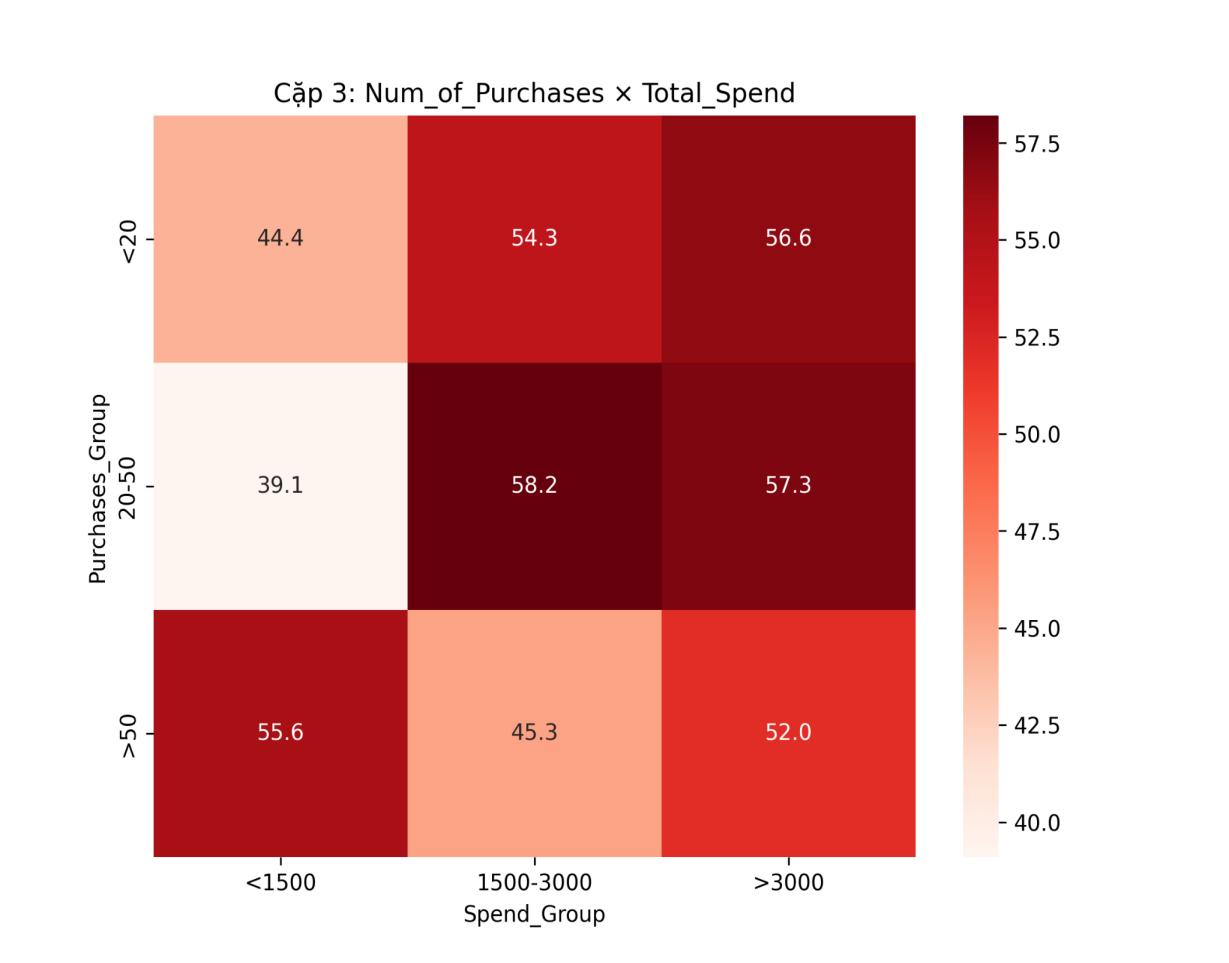 Cặp 3: Num_of_Purchases × Total_Spend
Purchases_Group
<20
44.4 54.3 56.6
20-50
39.1 58.2 57.3
>50
55.6 45.3 52.0
<1500 1500-3000 >3000
Spend_Group
57.5
55.0
52.5
50.0
47.5
45.0
42.5
40.0